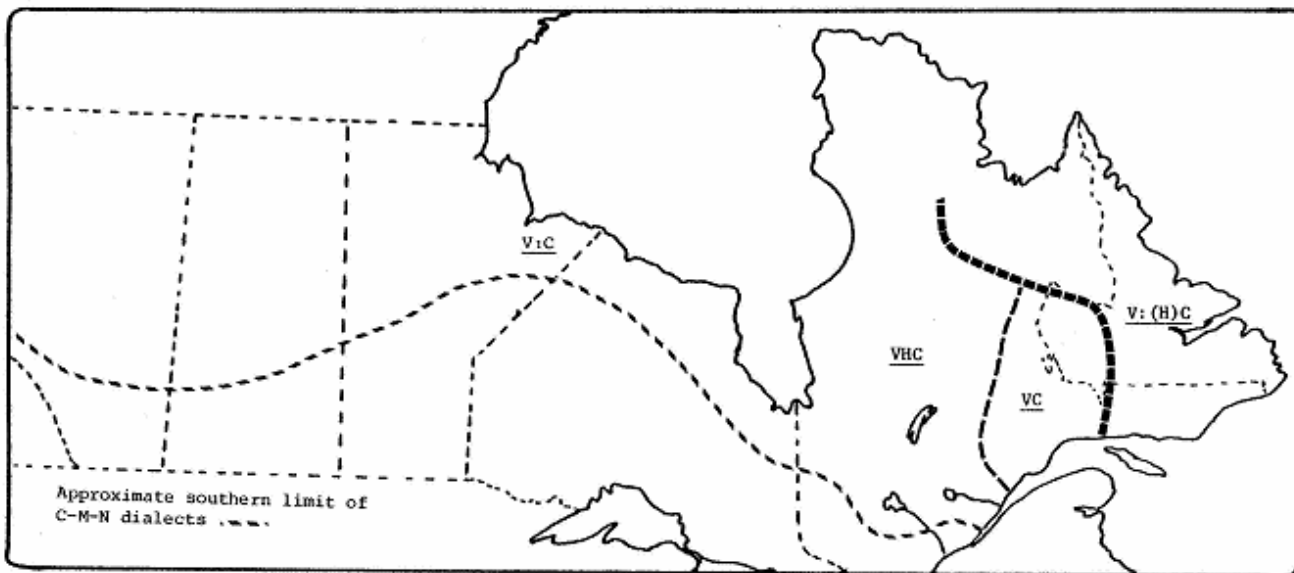 V:C
V:(H)C
VHC
VC
Approximate southern limit of
C-M-N dialects